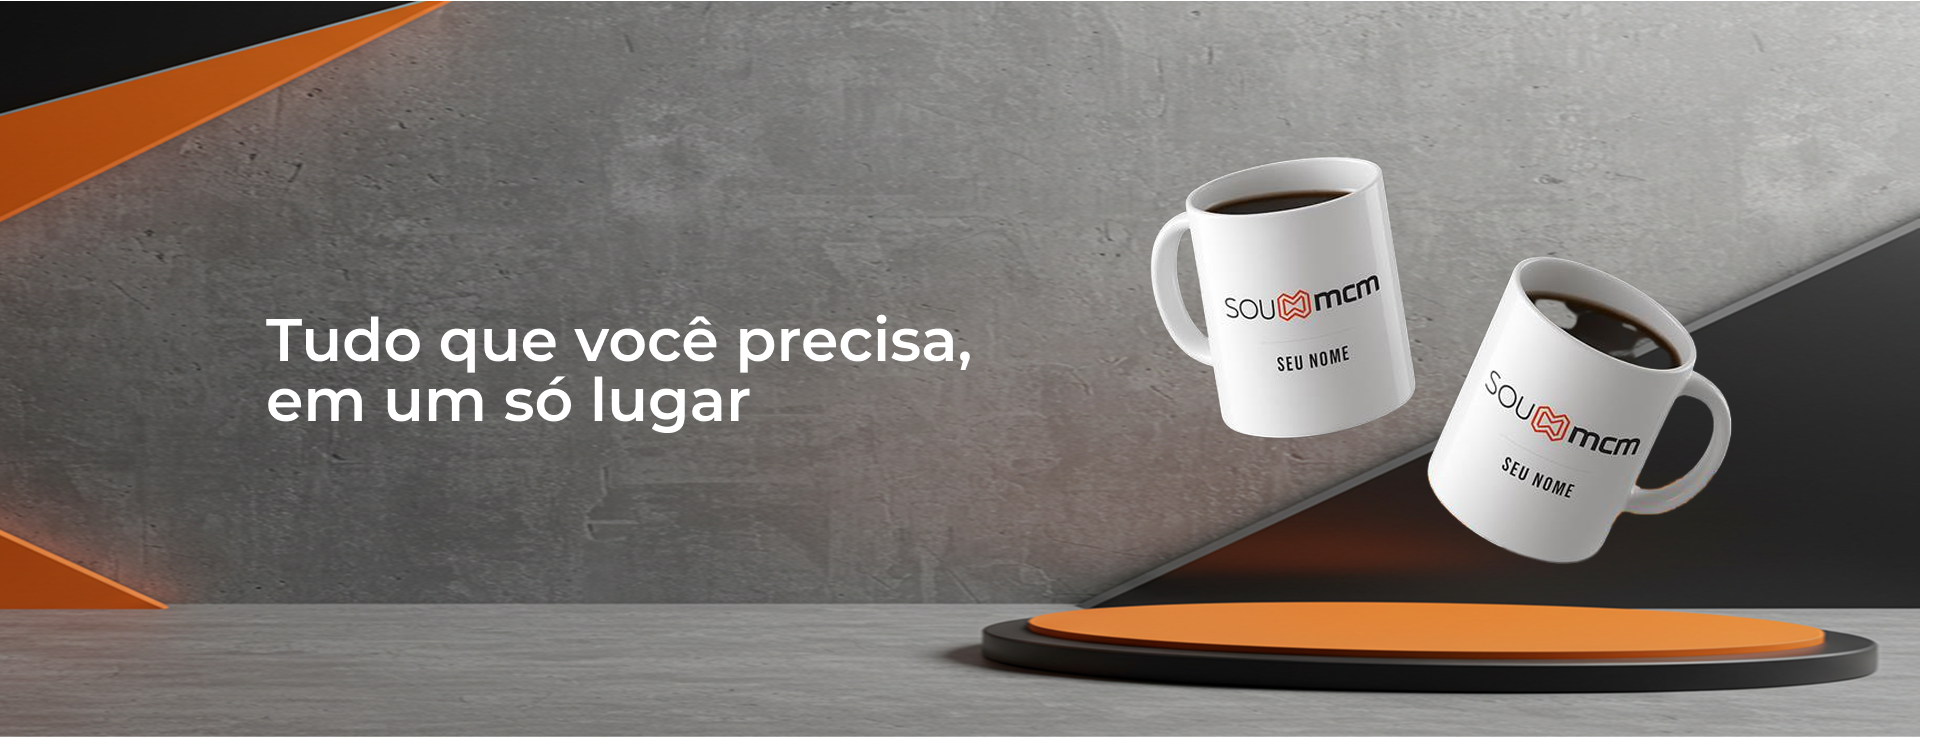 Tudo que você precisa,
em um só lugar
SOU mcm
SEU NOME
SOU mcm
SEU NOME